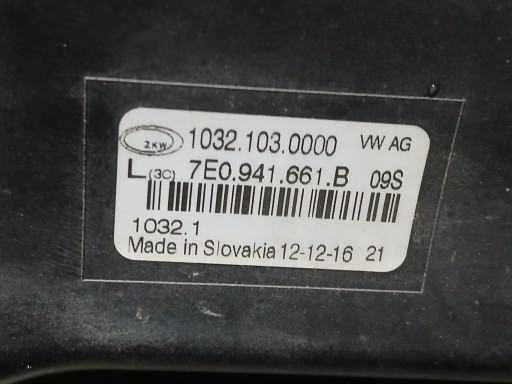 ZKW 1032.103.0000 VW AG
L (3C) 7E0.941.661.B 09S
1032.1
Made in Slovakia 12-12-16 21